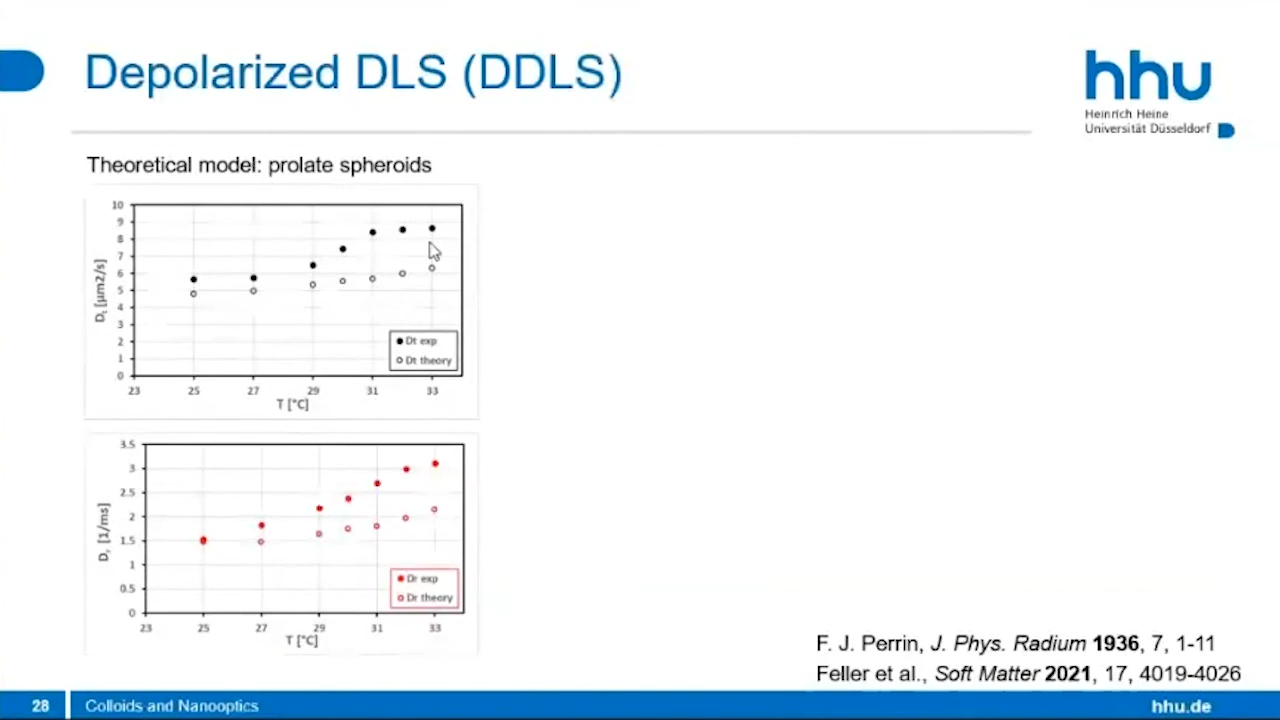 Depolarized DLS (DDLS)
hhu
Heinrich Heine
Universität Düsseldorf
Theoretical model: prolate spheroids
10
9
8
7
6
5
4
3
2
1
0
Dt [µm2/s]
Dt exp
Dt theory
23 25 27 29 31 33
T [°C]
3.5
3
2.5
2
1.5
1
0.5
0
Dr [1/ms]
Dr exp
Dr theory
23 25 27 29 31 33
T [°C]
F. J. Perrin, J. Phys. Radium 1936, 7, 1-11
Feller et al., Soft Matter 2021, 17, 4019-4026
28 Colloids and Nanooptics hhu.de